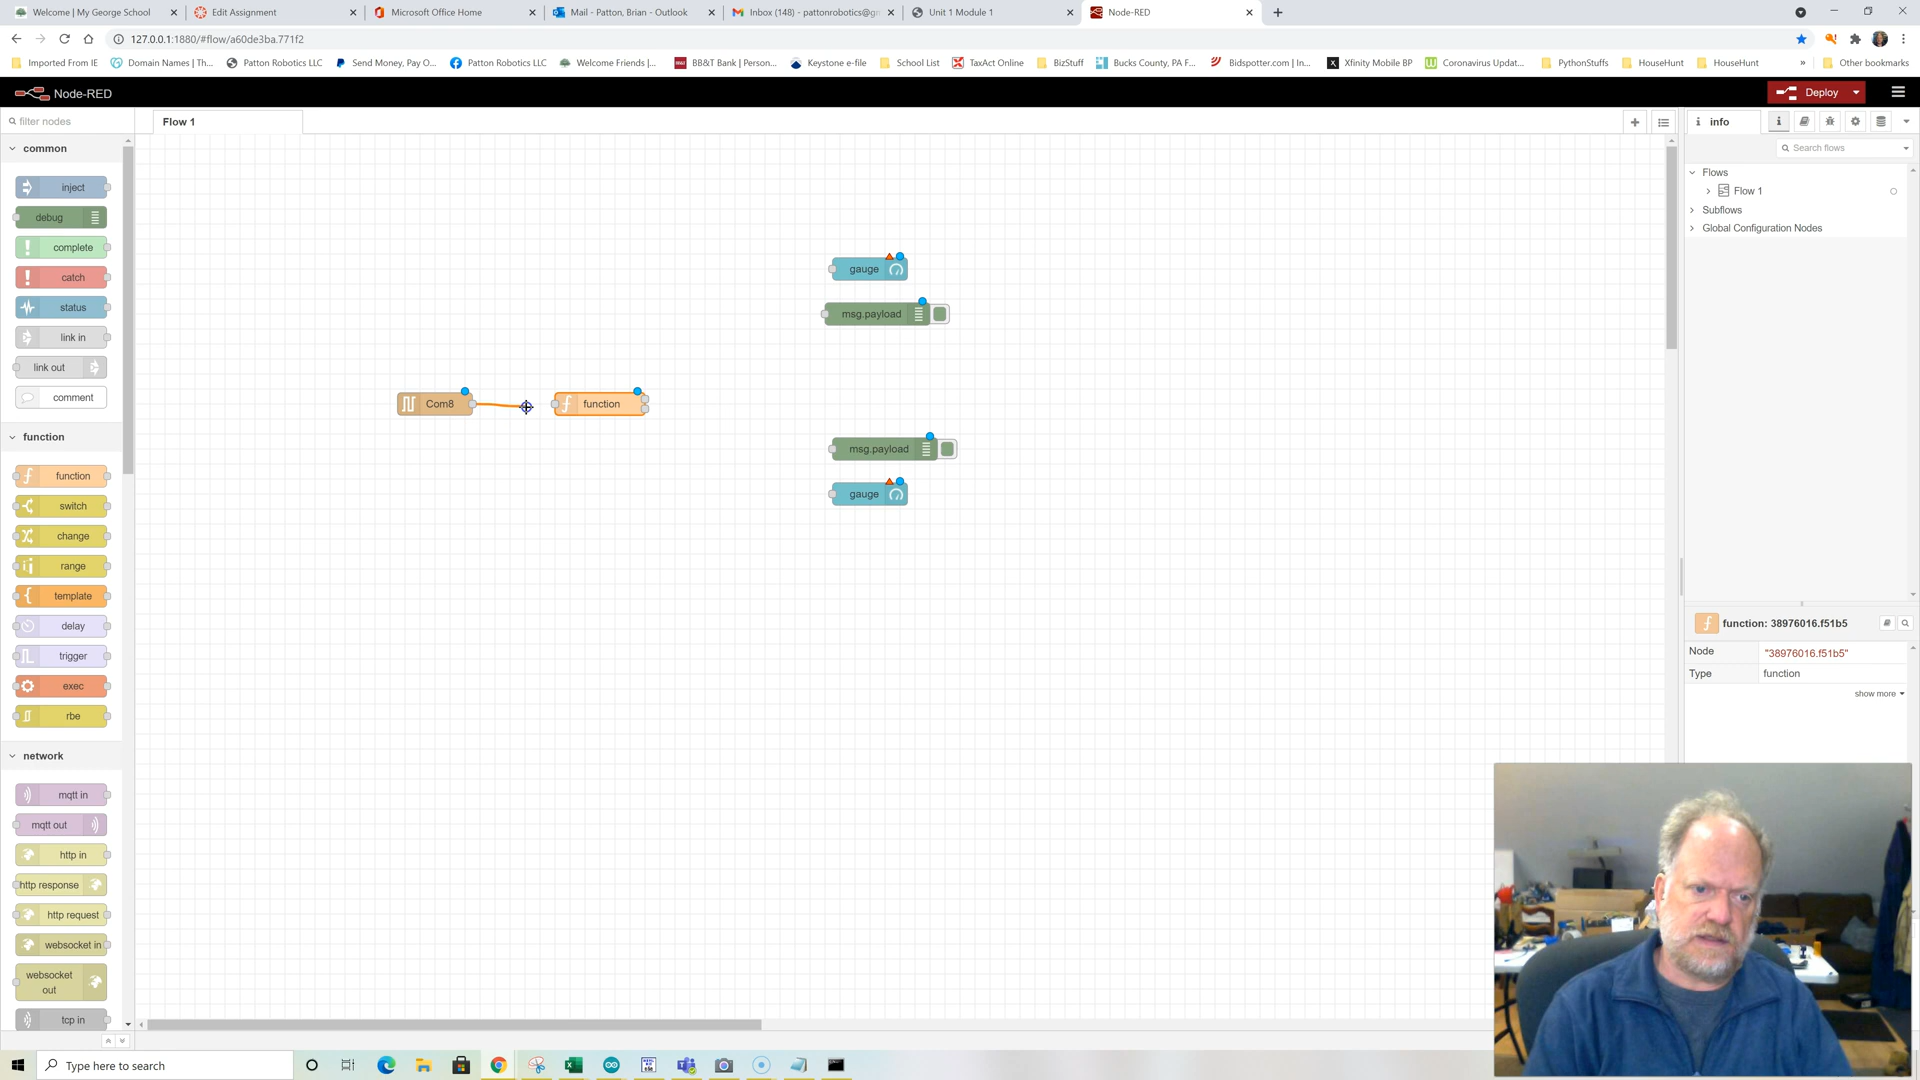 Welcome | My George School
Edit Assignment
Microsoft Office Home
Mail - Patton, Brian - Outlook
Inbox (148) - pattonrobotics@gm
Unit 1 Module 1
Node-RED
127.0.0.1:1880/#flow/a60de3ba.771f2
Imported From IE
Domain Names | Th...
Patton Robotics LLC
Send Money, Pay O...
Patton Robotics LLC
Welcome Friends |...
BB&T Bank | Person...
Keystone e-file
School List
TaxAct Online
BizStuff
Bucks County, PA F...
Bidspotter.com | In...
Xfinity Mobile BP
Coronavirus Updat...
PythonStuffs
HouseHunt
HouseHunt
»
Other bookmarks
Node-RED
Deploy
filter nodes
Flow 1
info
Search flows
common
inject
debug
complete
catch
status
link in
link out
comment
function
function
switch
change
range
template
delay
trigger
exec
rbe
network
mqtt in
mqtt out
http in
http response
http request
websocket in
websocket
out
tcp in
gauge
msg.payload
Com8
function
msg.payload
gauge
Flows
Flow 1
Subflows
Global Configuration Nodes
function: 38976016.f51b5
Node "38976016.f51b5"
Type function
show more
Type here to search